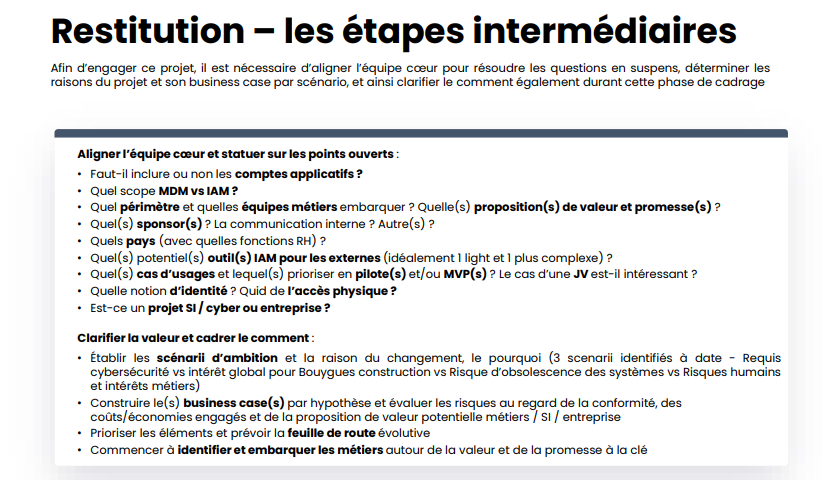 Restitution – les étapes intermédiaires
Afin d’engager ce projet, il est nécessaire d’aligner l’équipe cœur pour résoudre les questions en suspens, déterminer les
raisons du projet et son business case par scénario, et ainsi clarifier le comment également durant cette phase de cadrage
Aligner l’équipe cœur et statuer sur les points ouverts :
• Faut-il inclure ou non les comptes applicatifs ?
• Quel scope MDM vs IAM ?
• Quel périmètre et quelles équipes métiers embarquer ? Quelle(s) proposition(s) de valeur et promesse(s) ?
• Quel(s) sponsor(s) ? La communication interne ? Autre(s) ?
• Quels pays (avec quelles fonctions RH) ?
• Quel(s) potentiel(s) outil(s) IAM pour les externes (idéalement 1 light et 1 plus complexe) ?
• Quel(s) cas d’usages et lequel(s) prioriser en pilote(s) et/ou MVP(s) ? Le cas d’une JV est-il intéressant ?
• Quelle notion d’identité ? Quid de l’accès physique ?
• Est-ce un projet SI / cyber ou entreprise ?
Clarifier la valeur et cadrer le comment :
• Établir les scénarii d’ambition et la raison du changement, le pourquoi (3 scenarii identifiés à date - Requis
cybersécurité vs intérêt global pour Bouygues construction vs Risque d’obsolescence des systèmes vs Risques humains
et intérêts métiers)
• Construire le(s) business case(s) par hypothèse et évaluer les risques au regard de la conformité, des
coûts/économies engagés et de la proposition de valeur potentielle métiers / SI / entreprise
• Prioriser les éléments et prévoir la feuille de route évolutive
• Commencer à identifier et embarquer les métiers autour de la valeur et de la promesse à la clé